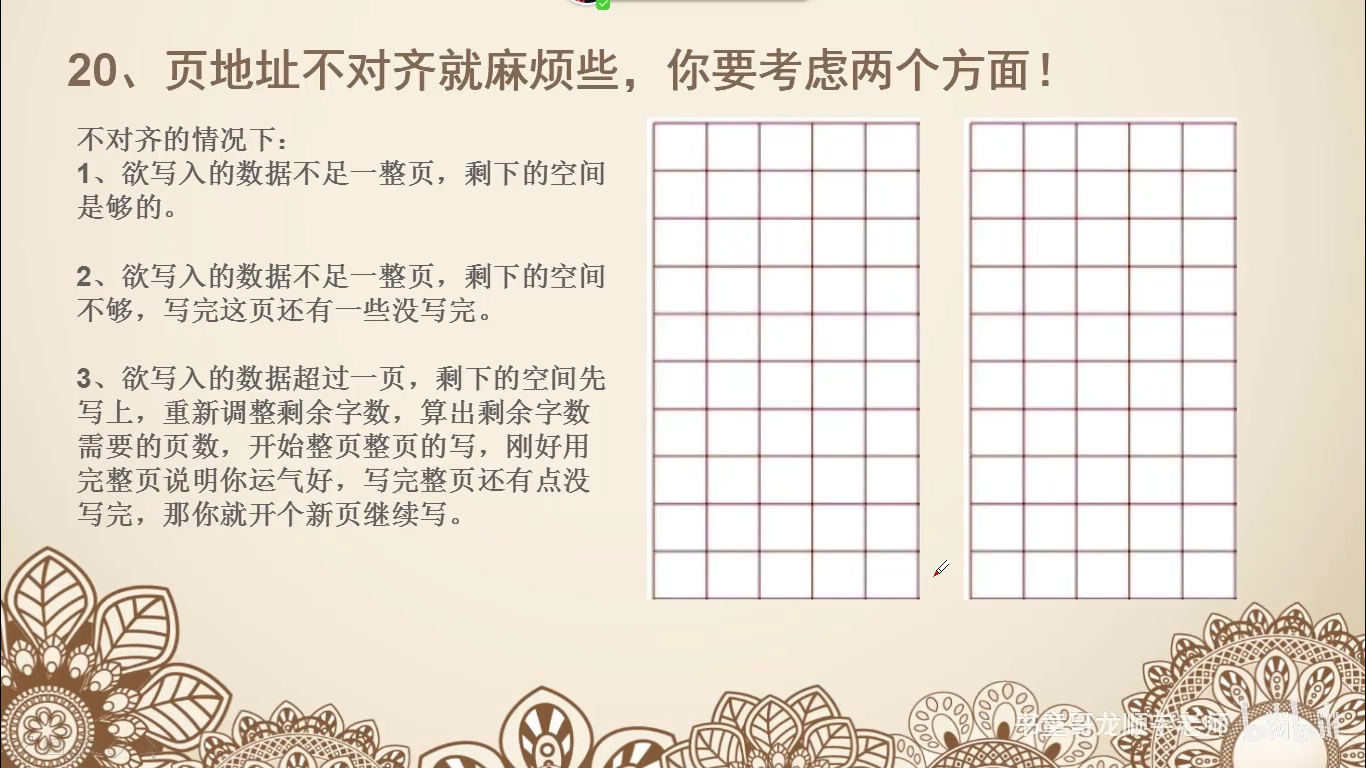 20、页地址不对齐就麻烦些，你要考虑两个方面！
不对齐的情况下：
1、欲写入的数据不足一整页，剩下的空间
是够的。
2、欲写入的数据不足一整页，剩下的空间
不够，写完这页还有一些没写完。
3、欲写入的数据超过一页，剩下的空间先
写上，重新调整剩余字数，算出剩余字数
需要的页数，开始整页整页的写，刚好用
完整页说明你运气好，写完整页还有点没
写完，那你就开个新页继续写。
bilibili